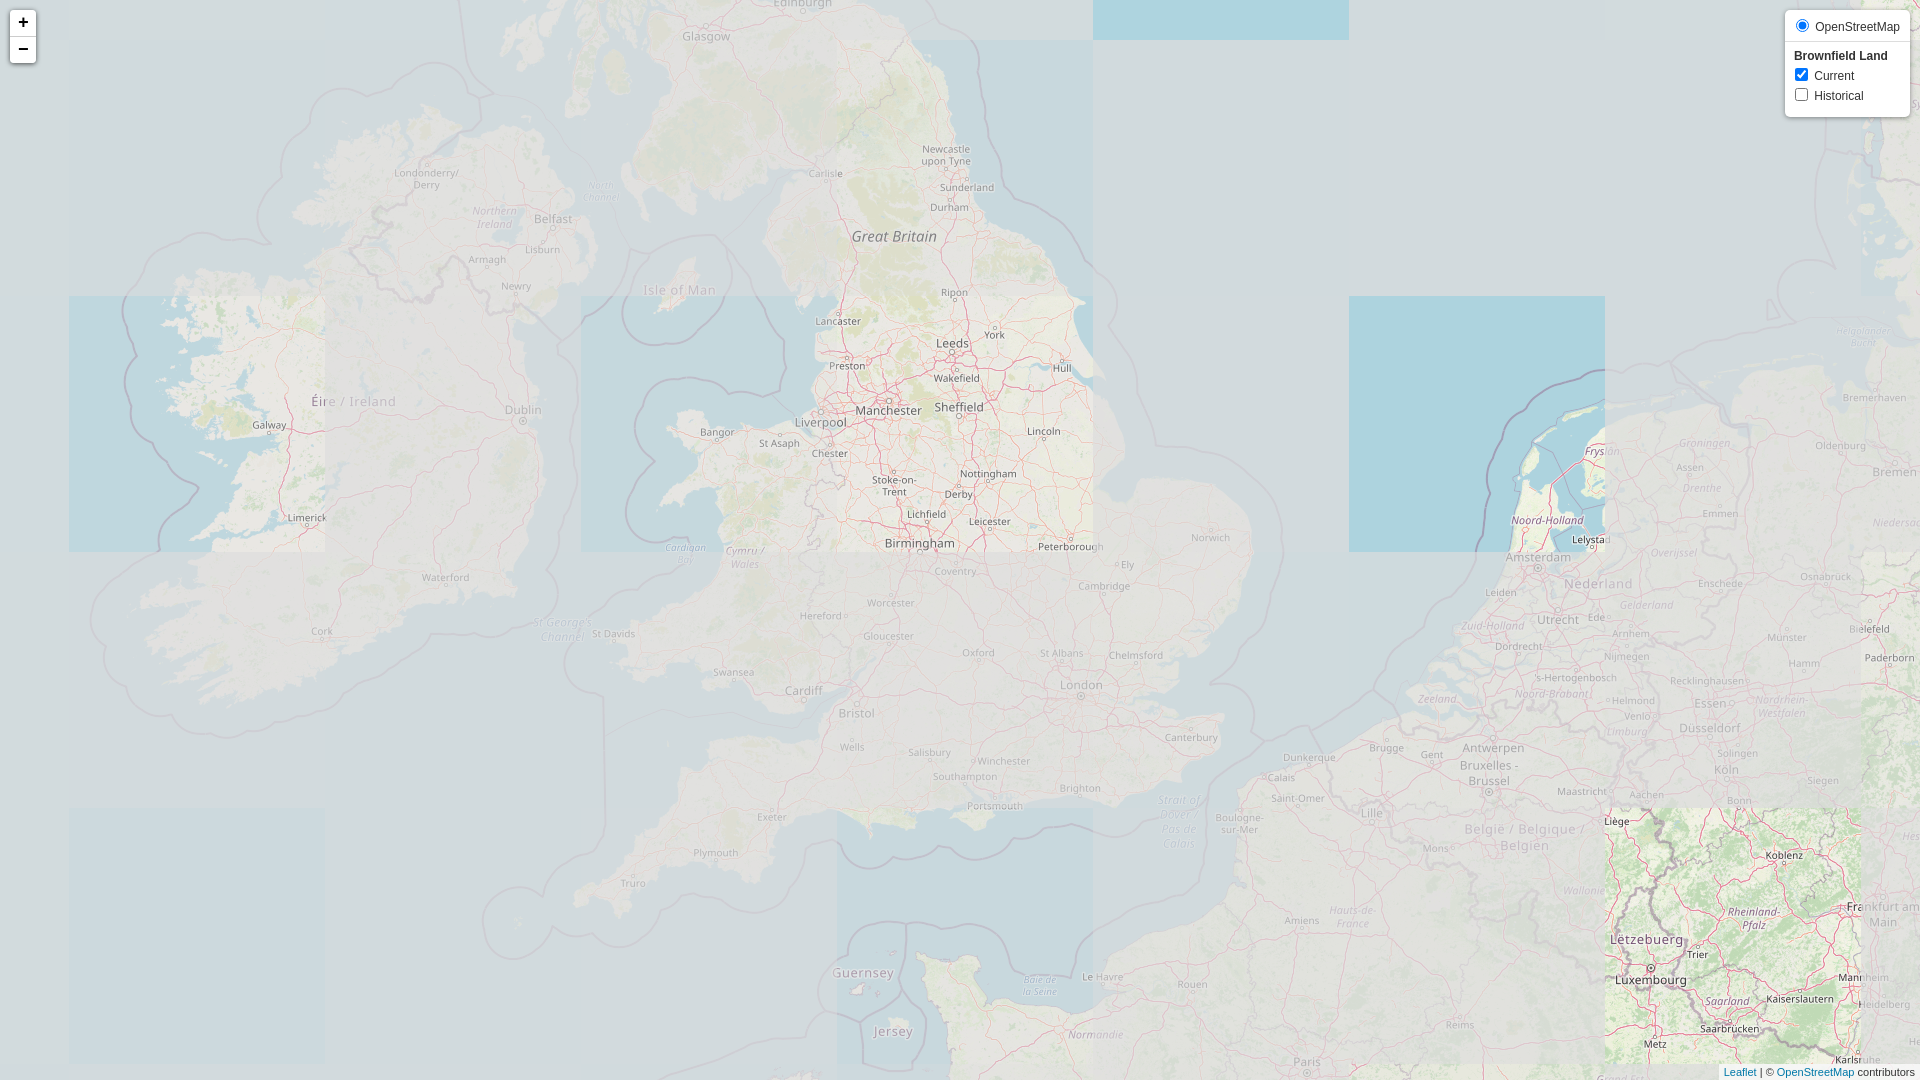 +
−
OpenStreetMap
Brownfield Land
Current
Historical
Edinburgh
Glasgow
Newcastle
upon Tyne
Londonderry/
Derry
Carlisle
North
Channel
Sunderland
Durham
Northern
Ireland
Belfast
Great Britain
Lisburn
Armagh
Newry
Isle of Man
Ripon
Lancaster
York
Leeds
Helgoländer
Bucht
Preston
Hull
Wakefield
Bremerhaven
Éire / Ireland
Dublin
Manchester
Sheffield
Liverpool
Galway
Bangor
St Asaph
Lincoln
Groningen
Oldenburg
Chester
Fryslân
Assen
Bremen
Stoke-on-
Trent
Nottingham
Derby
Drenthe
Limerick
Lichfield
Leicester
Noord-Holland
Emmen
Norwich
Birmingham
Peterborough
Lelystad
Cardigan
Bay
Cymru /
Wales
Amsterdam
Overijssel
Coventry
Ely
Waterford
Cambridge
Nederland
Enschede
Osnabrück
Leiden
Worcester
Gelderland
Hereford
St George's
Channel
Cork
St Davids
Gloucester
Utrecht
Ede
Zuid-Holland
Arnhem
Münster
Bielefeld
Dordrecht
Nijmegen
Oxford
St Albans
Chelmsford
Paderborn
Hamm
Swansea
's-Hertogenbosch
Recklinghausen
London
Cardiff
Noord-Brabant
Zeeland
Helmond
Essen
Nordrhein-
Westfalen
Bristol
Venlo
Düsseldorf
Limburg
Canterbury
Wells
Salisbury
Brugge
Gent
Antwerpen
Winchester
Dunkerque
Bruxelles -
Brussel
Solingen
Southampton
Calais
Köln
Siegen
Brighton
Saint-Omer
Maastricht
Aachen
Bonn
Portsmouth
Strait of
Dover /
Pas de
Calais
Exeter
Boulogne-
sur-Mer
Lille
Liège
België / Belgique /
Belgien
Mons
Plymouth
Koblenz
Truro
Wallonie
Hauts-de-
France
Amiens
Rheinland-
Pfalz
Frankfurt am
Main
Lëtzebuerg
Trier
Guernsey
Le Havre
Baie de
la Seine
Rouen
Luxembourg
Saarland
Kaiserslautern
Heidelberg
Jersey
Normandie
Reims
Saarbrücken
Metz
Paris
Leaflet | © OpenStreetMap contributors